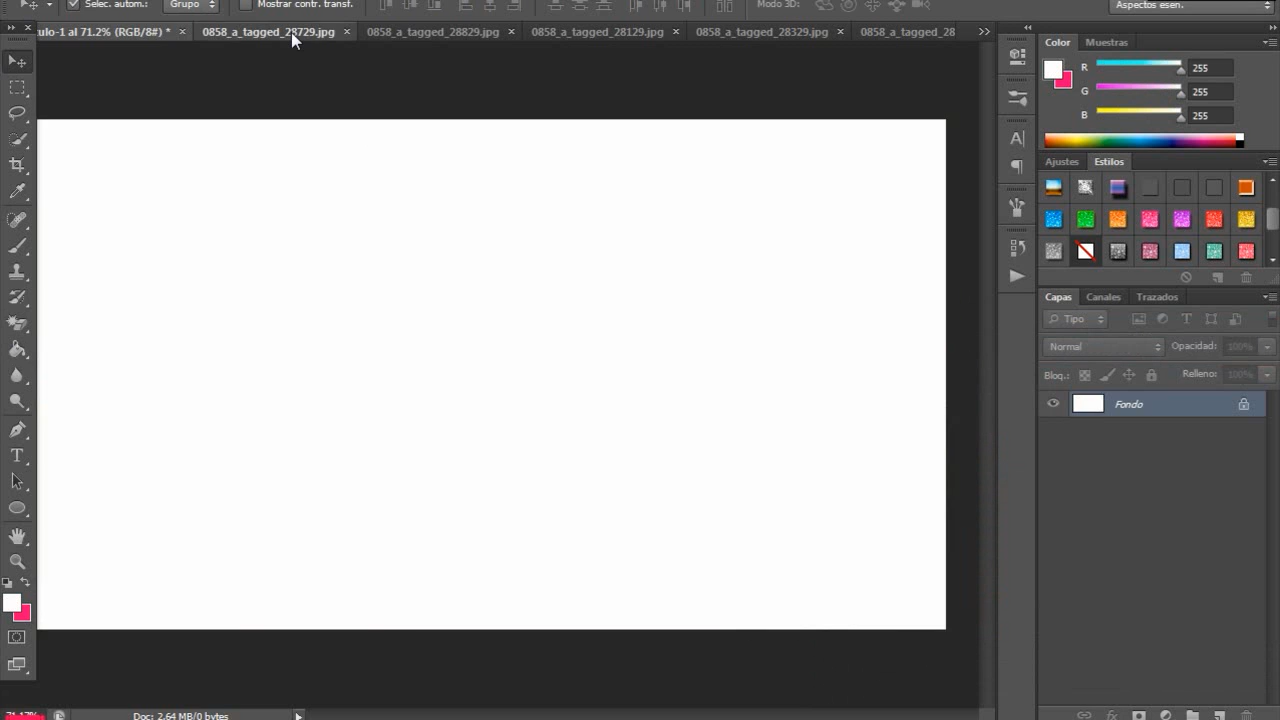 Selec. autom.: Grupo Mostrar contr. transf. Modo 3D: Aspectos esen.
ulo-1 al 71.2% (RGB/8#) * × 0858_a_tagged_28729.jpg × 0858_a_tagged_28829.jpg × 0858_a_tagged_28129.jpg × 0858_a_tagged_28329.jpg × 0858_a_tagged_28
Color Muestras
R 255
G 255
B 255
Ajustes Estilos
Capas Canales Trazados
Tipo
Normal Opacidad: 100%
Bloq.: Relleno: 100%
Fondo
71.17% Doc: 2.64 MB/0 bytes